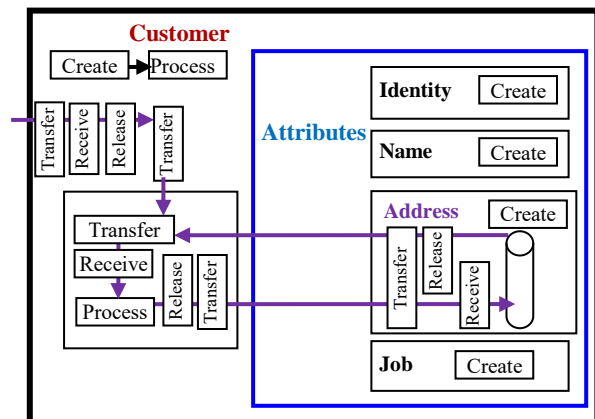 Customer
Create
Process
Transfer
Receive
Release
Transfer
Attributes
Identity
Create
Name
Create
Address
Create
Transfer
Receive
Process
Release
Transfer
Transfer
Release
Receive
Job
Create